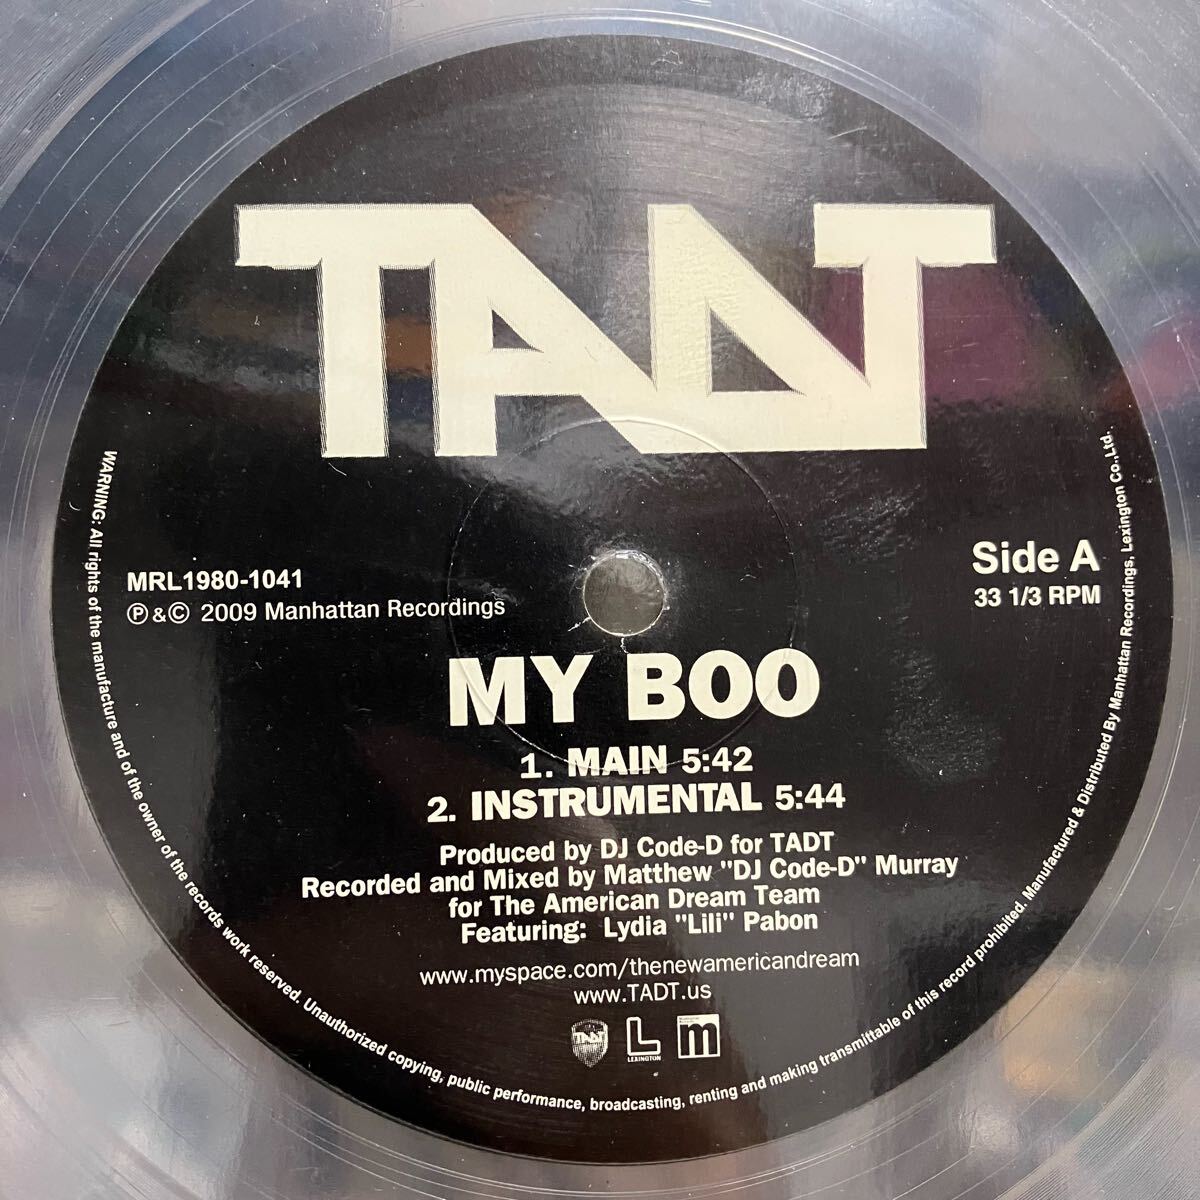 TADT
MRL1980-1041
℗ & © 2009 Manhattan Recordings
Side A
33 1/3 RPM
MY BOO
1. MAIN 5:42
2. INSTRUMENTAL 5:44
Produced by DJ Code-D for TADT
Recorded and Mixed by Matthew "DJ Code-D" Murray
for The American Dream Team
Featuring: Lydia "Lili" Pabon
www.myspace.com/thenewamericandream
www.TADT.us
TADT
L
LEXINGTON
m
WARNING: All rights of the manufacture and of the owner of the records work reserved. Unauthorized copying, public performance, broadcasting, renting and making transmittable of this record prohibited. Manufactured & Distributed By Manhattan Recordings, Lexington Co.,Ltd.